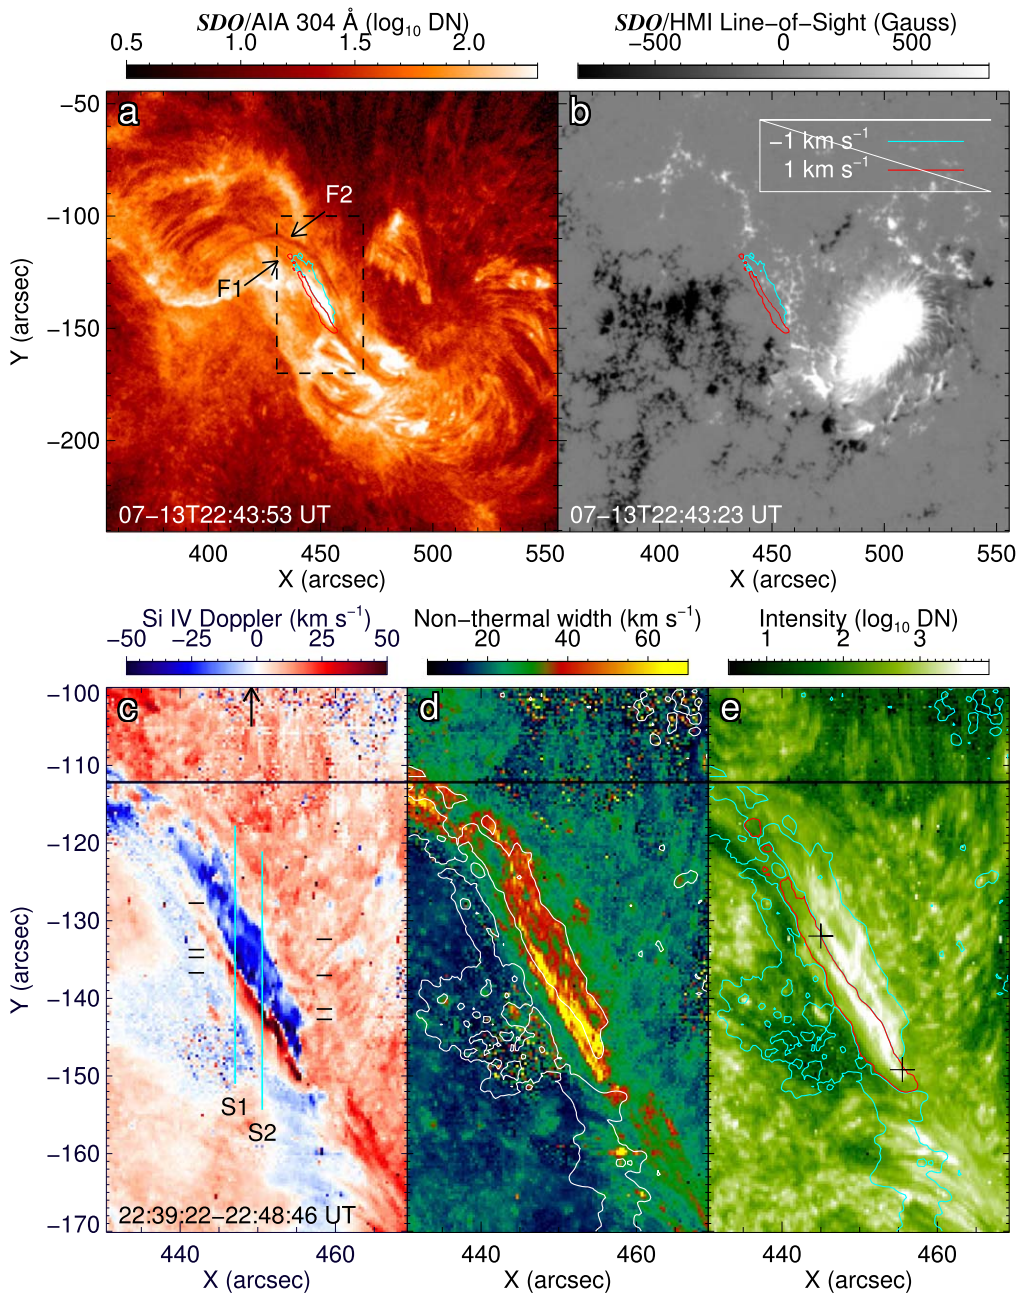 SDO/AIA 304 Å (log₁₀ DN)
0.5 1.0 1.5 2.0
SDO/HMI Line−of−Sight (Gauss)
−500 0 500
a
F2
F1
−50
−100
−150
−200
Y (arcsec)
07−13T22:43:53 UT
400 450 500 550
X (arcsec)
b
−1 km s⁻¹
1 km s⁻¹
07−13T22:43:23 UT
400 450 500 550
X (arcsec)
Si IV Doppler (km s⁻¹)
−50 −25 0 25 50
Non−thermal width (km s⁻¹)
20 40 60
Intensity (log₁₀ DN)
1 2 3
c
−100
−110
−120
−130
−140
−150
−160
−170
Y (arcsec)
S1
S2
22:39:22−22:48:46 UT
440 460
X (arcsec)
d
440 460
X (arcsec)
e
440 460
X (arcsec)